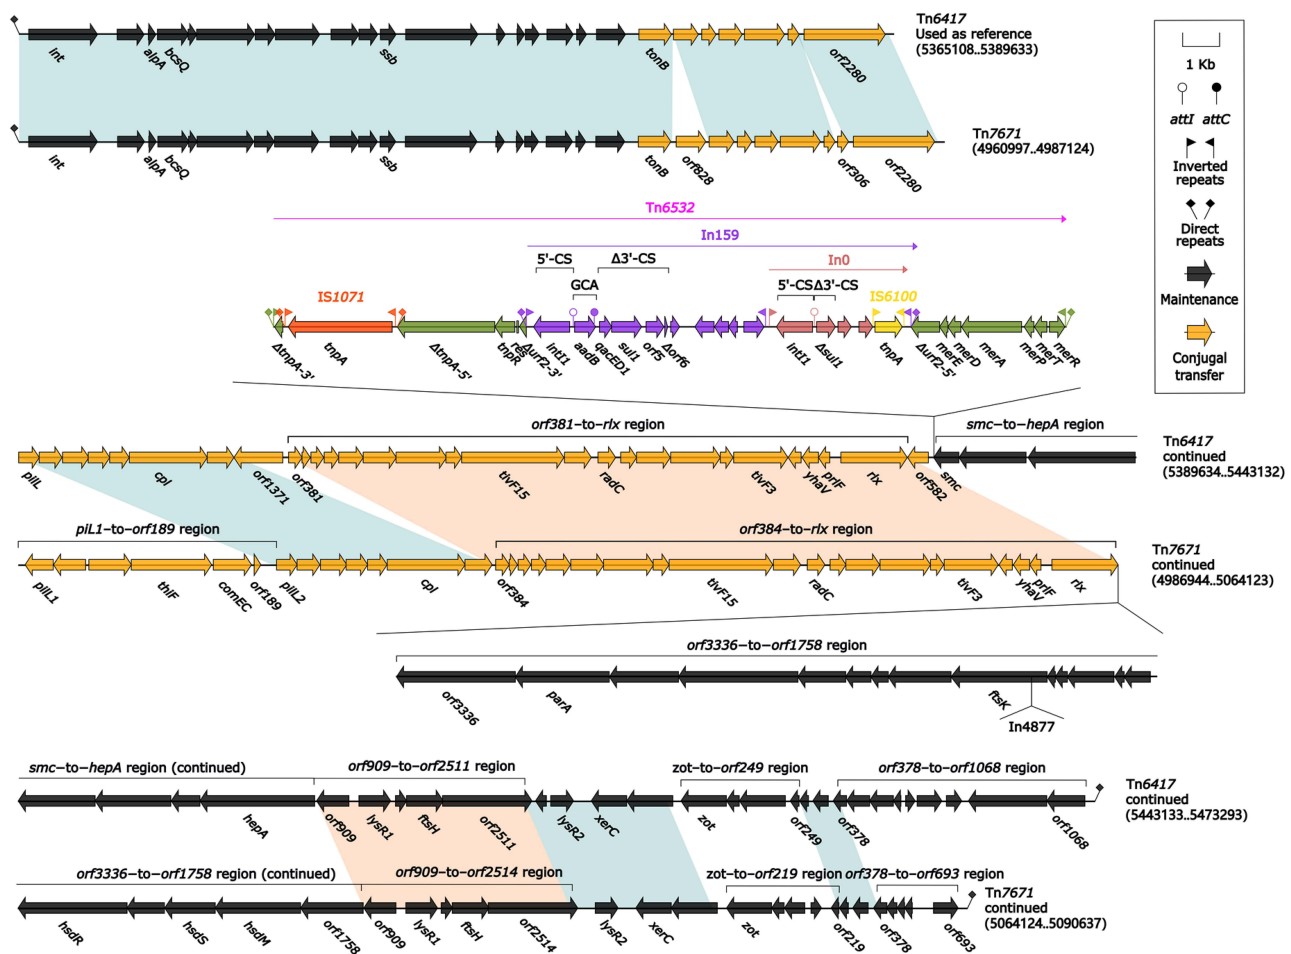 Tn6417
Used as reference
(5365108..5389633)
int alpA bcsQ ssb tonB orf2280
Tn7671
(4960997..4987124)
int alpA bcsQ ssb tonB orf828 orf306 orf2280
1 Kb
attI attC
Inverted
repeats
Direct
repeats
Maintenance
Conjugal
transfer
Tn6532
In159
5'-CS Δ3'-CS In0
GCA 5'-CS Δ3'-CS
IS1071 IS6100
ΔtnpA-3' tnpA ΔtnpA-5' tnpR res Δurf2-3' intI1 aadB qacED1 sul1 orf5 Δorf6 intI1 Δsul1 tnpA Δurf2-5' merE merD merA merP merT merR
orf381-to-rlx region smc-to-hepA region
Tn6417
continued
(5389634..5443132)
pilL cpl orf1371 orf381 tivF15 radC tivF3 yhaV prlF rlx orf582 smc
piL1-to-orf189 region orf384-to-rlx region
Tn7671
continued
(4986944..5064123)
pilL1 thiF comEC orf189 pilL2 cpl orf384 tivF15 radC tivF3 yhaV prlF rlx
orf3336-to-orf1758 region
orf3336 parA ftsK
In4877
smc-to-hepA region (continued) orf909-to-orf2511 region zot-to-orf249 region orf378-to-orf1068 region
Tn6417
continued
(5443133..5473293)
hepA orf909 lysR1 ftsH orf2511 lysR2 xerC zot orf249 orf378 orf1068
orf3336-to-orf1758 region (continued) orf909-to-orf2514 region zot-to-orf219 region orf378-to-orf693 region
Tn7671
continued
(5064124..5090637)
hsdR hsdS hsdM orf1758 orf909 lysR1 ftsH orf2514 lysR2 xerC zot orf219 orf378 orf693